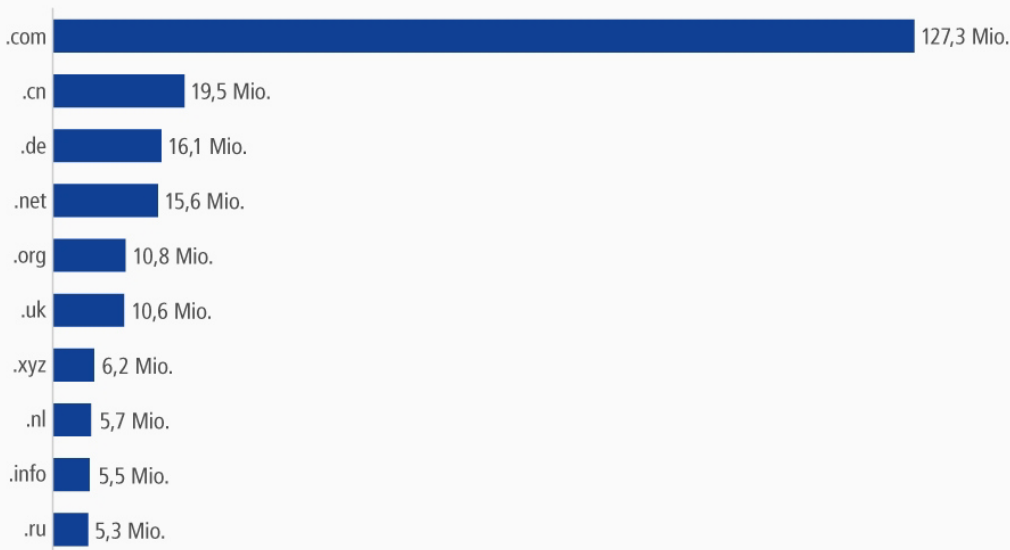 .com 127,3 Mio.
.cn 19,5 Mio.
.de 16,1 Mio.
.net 15,6 Mio.
.org 10,8 Mio.
.uk 10,6 Mio.
.xyz 6,2 Mio.
.nl 5,7 Mio.
.info 5,5 Mio.
.ru 5,3 Mio.